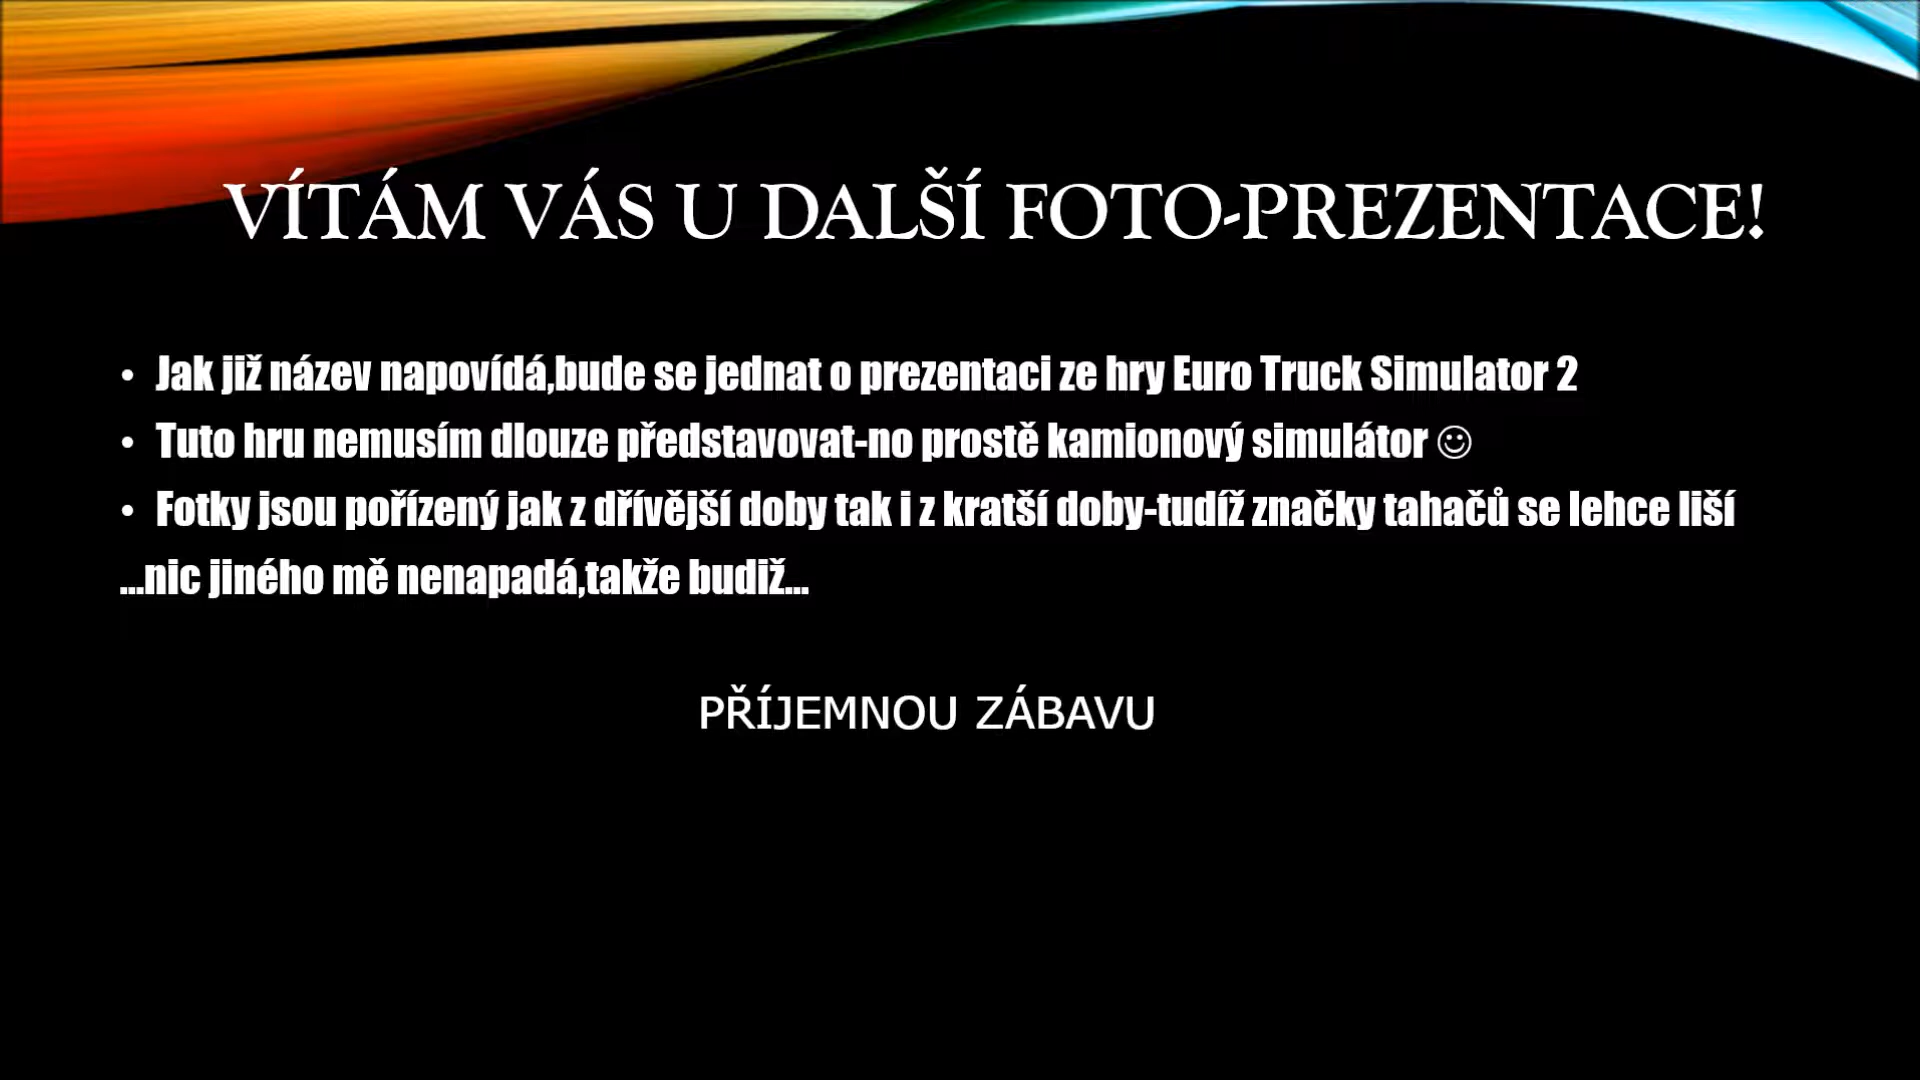 VÍTÁM VÁS U DALŠÍ FOTO-PREZENTACE!
• Jak již název napovídá,bude se jednat o prezentaci ze hry Euro Truck Simulator 2
• Tuto hru nemusím dlouze představovat-no prostě kamionový simulátor ☺
• Fotky jsou pořízený jak z dřívější doby tak i z kratší doby-tudíž značky tahačů se lehce liší
...nic jiného mě nenapadá,takže budiž...
PŘÍJEMNOU ZÁBAVU